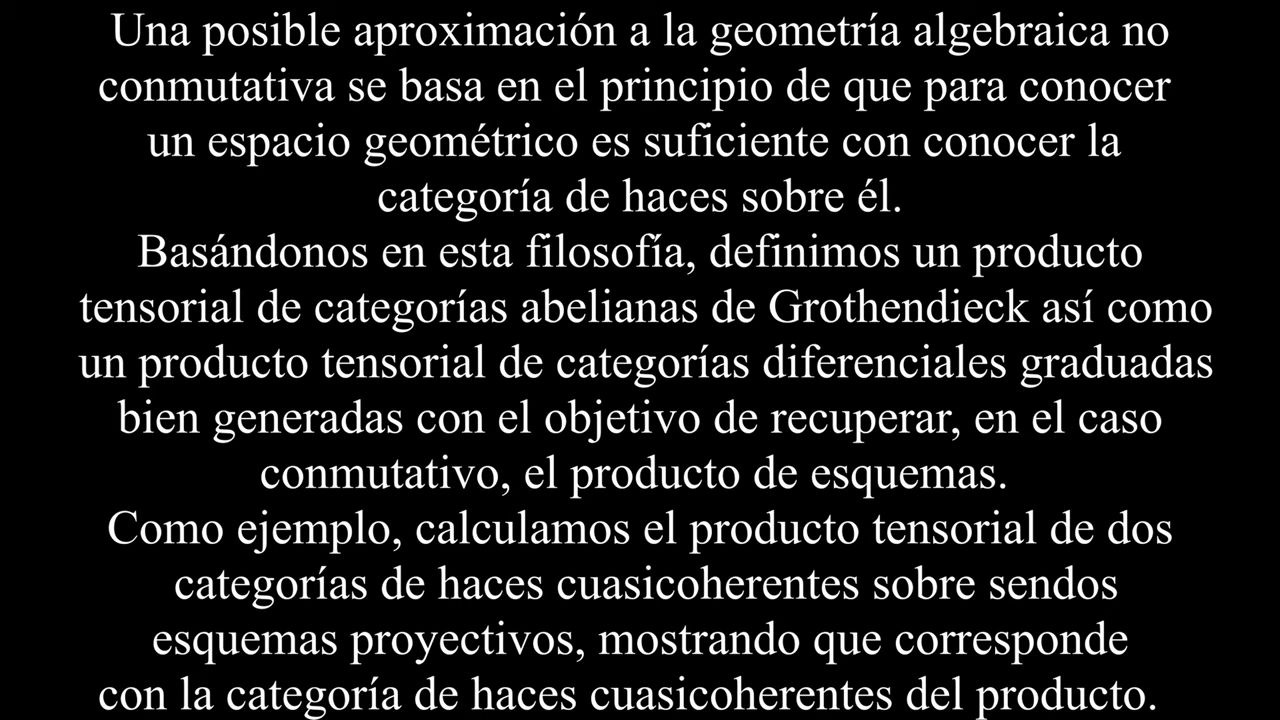 Una posible aproximación a la geometría algebraica no
conmutativa se basa en el principio de que para conocer
un espacio geométrico es suficiente con conocer la
categoría de haces sobre él.
Basándonos en esta filosofía, definimos un producto
tensorial de categorías abelianas de Grothendieck así como
un producto tensorial de categorías diferenciales graduadas
bien generadas con el objetivo de recuperar, en el caso
conmutativo, el producto de esquemas.
Como ejemplo, calculamos el producto tensorial de dos
categorías de haces cuasicoherentes sobre sendos
esquemas proyectivos, mostrando que corresponde
con la categoría de haces cuasicoherentes del producto.